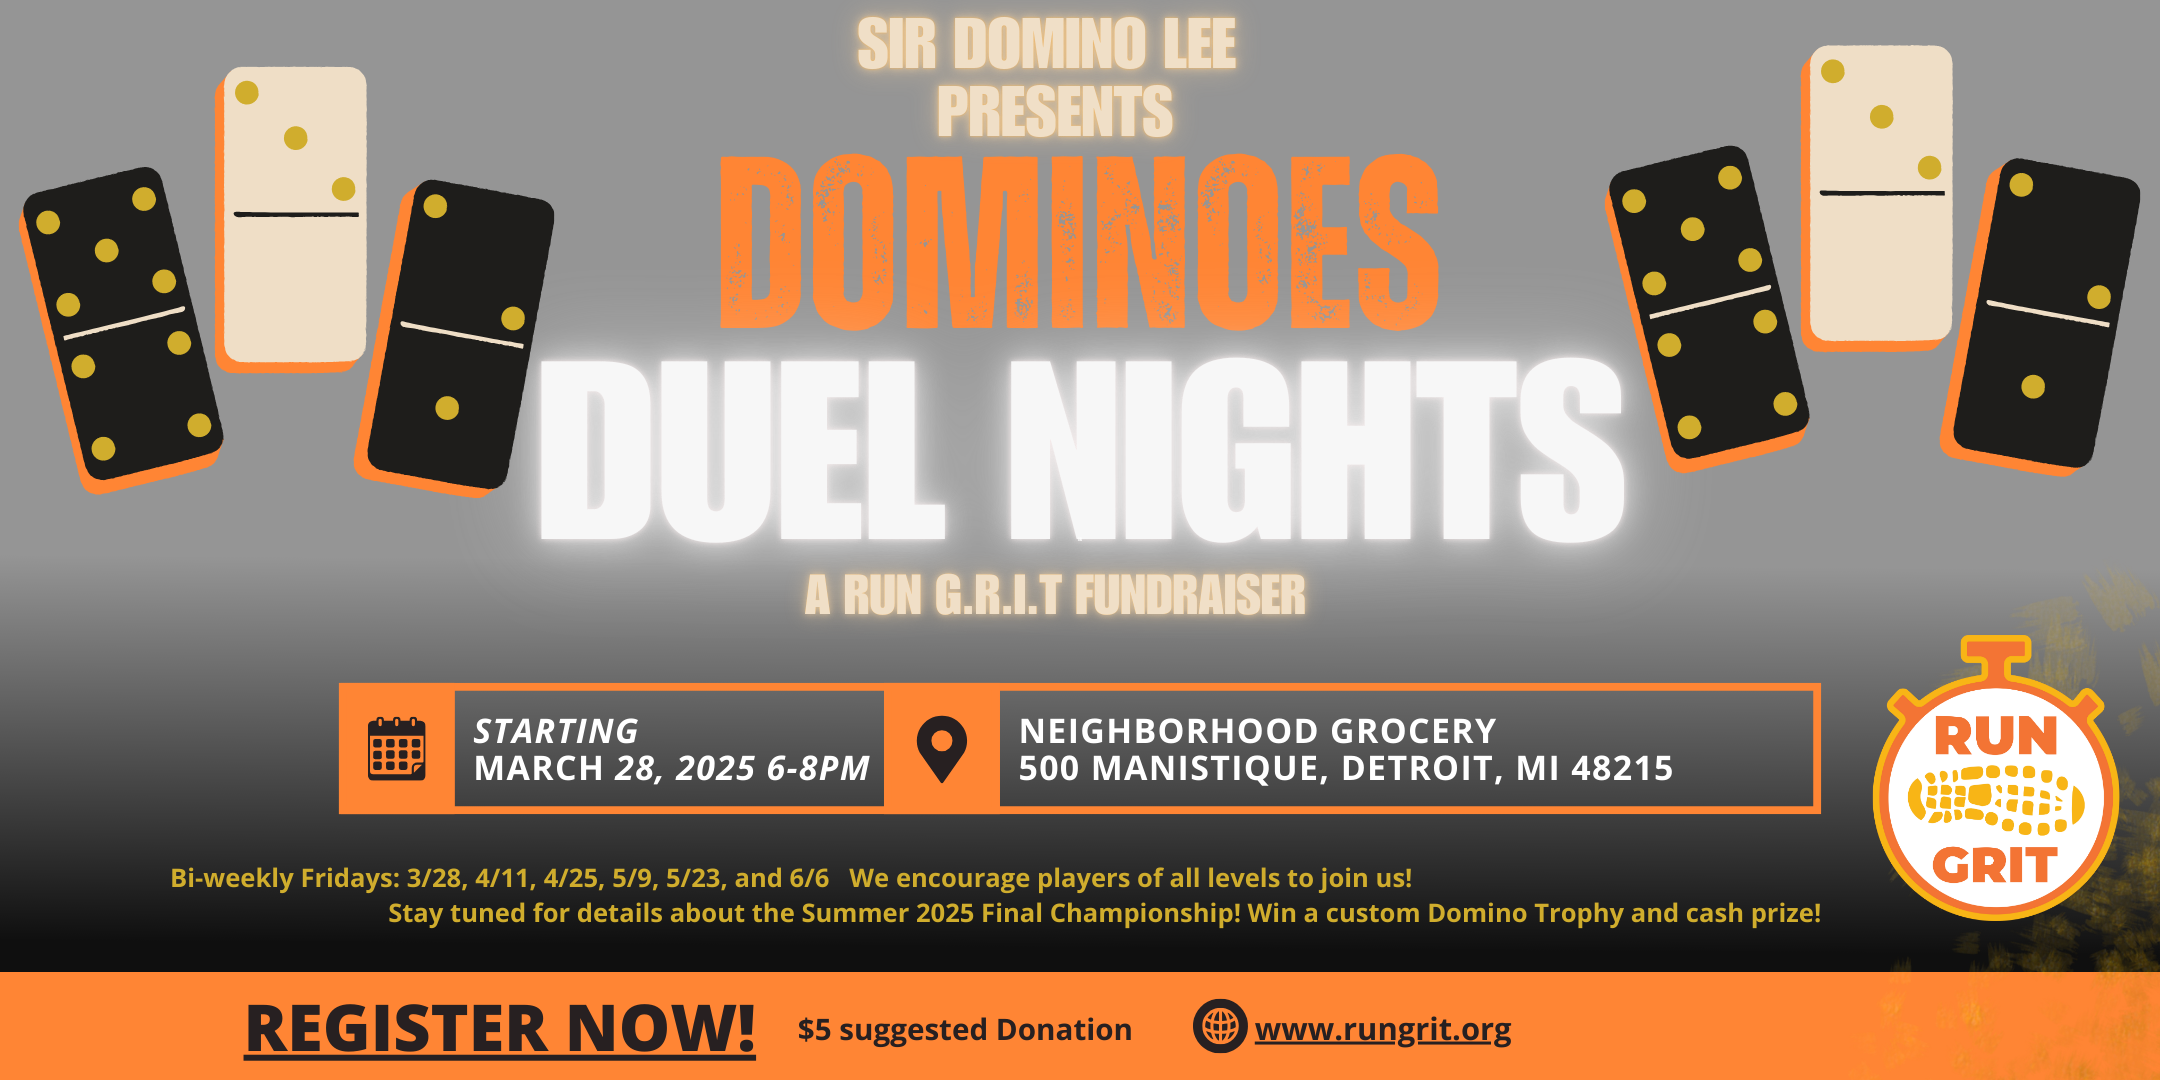 SIR DOMINO LEE
PRESENTS
DOMINOES
DUEL NIGHTS
A RUN G.R.I.T FUNDRAISER
STARTING
MARCH 28, 2025 6-8PM
NEIGHBORHOOD GROCERY
500 MANISTIQUE, DETROIT, MI 48215
RUN
GRIT
Bi-weekly Fridays: 3/28, 4/11, 4/25, 5/9, 5/23, and 6/6 We encourage players of all levels to join us!
Stay tuned for details about the Summer 2025 Final Championship! Win a custom Domino Trophy and cash prize!
REGISTER NOW! $5 suggested Donation www.rungrit.org